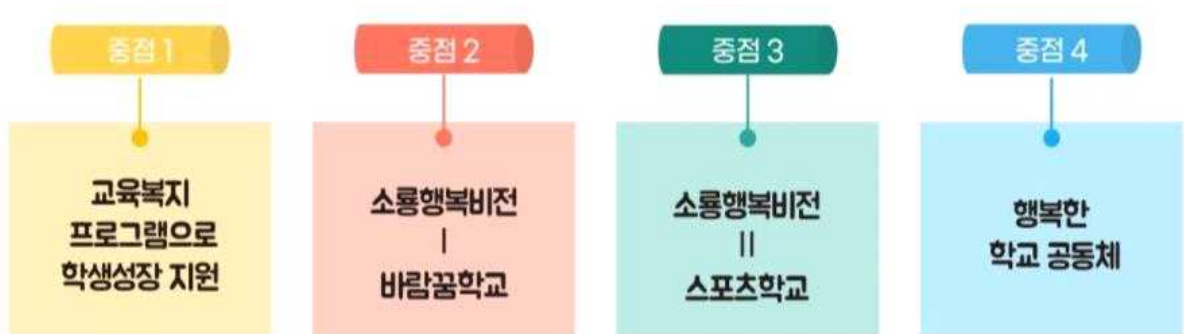 중점 1
교육복지
프로그램으로
학생성장 지원
중점 2
소룡행복비전
Ⅰ
바람꿈학교
중점 3
소룡행복비전
Ⅱ
스포츠학교
중점 4
행복한
학교 공동체